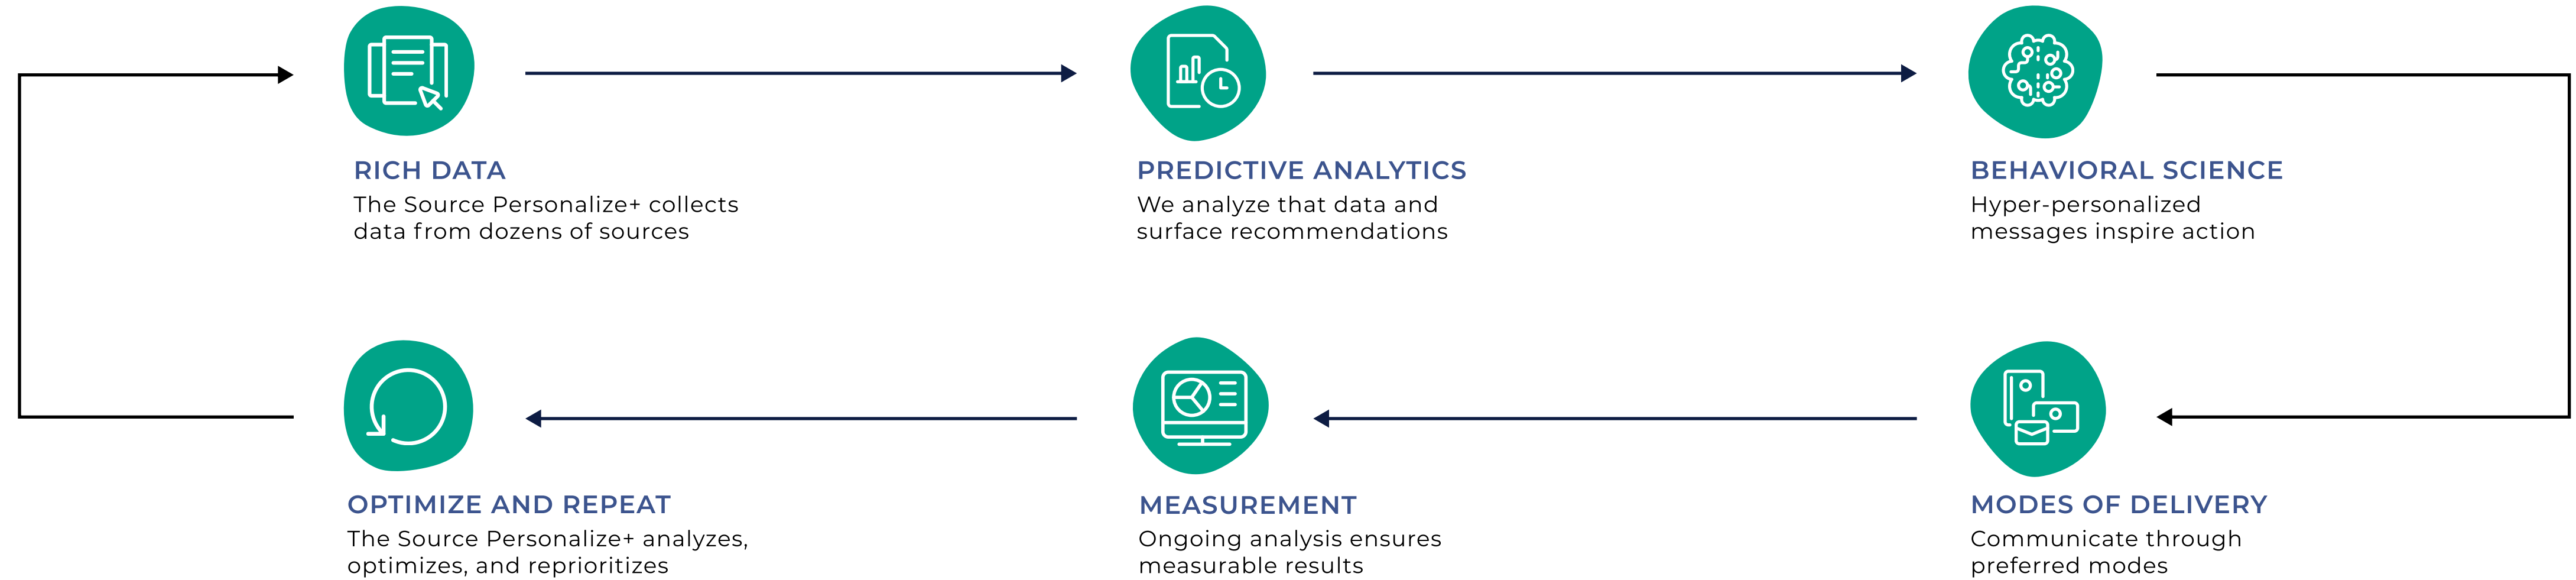 RICH DATA
The Source Personalize+ collects
data from dozens of sources
PREDICTIVE ANALYTICS
We analyze that data and
surface recommendations
BEHAVIORAL SCIENCE
Hyper-personalized
messages inspire action
OPTIMIZE AND REPEAT
The Source Personalize+ analyzes,
optimizes, and reprioritizes
MEASUREMENT
Ongoing analysis ensures
measurable results
MODES OF DELIVERY
Communicate through
preferred modes